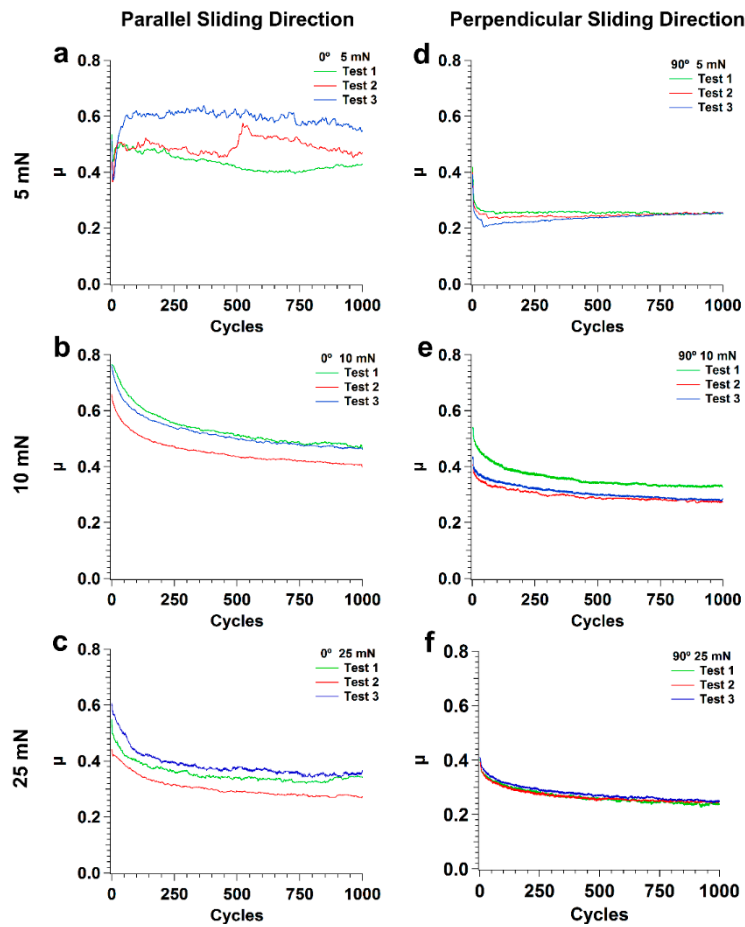 Parallel Sliding Direction
Perpendicular Sliding Direction
5 mN
a
0º 5 mN
Test 1
Test 2
Test 3
0.8
0.6
0.4
0.2
0.0
µ
0 250 500 750 1000
Cycles
d
90º 5 mN
Test 1
Test 2
Test 3
0.8
0.6
0.4
0.2
0.0
µ
0 250 500 750 1000
Cycles
10 mN
b
0º 10 mN
Test 1
Test 2
Test 3
0.8
0.6
0.4
0.2
0.0
µ
0 250 500 750 1000
Cycles
e
90º 10 mN
Test 1
Test 2
Test 3
0.8
0.6
0.4
0.2
0.0
µ
0 250 500 750 1000
Cycles
25 mN
c
0º 25 mN
Test 1
Test 2
Test 3
0.8
0.6
0.4
0.2
0.0
µ
0 250 500 750 1000
Cycles
f
90º 25 mN
Test 1
Test 2
Test 3
0.8
0.6
0.4
0.2
0.0
µ
0 250 500 750 1000
Cycles